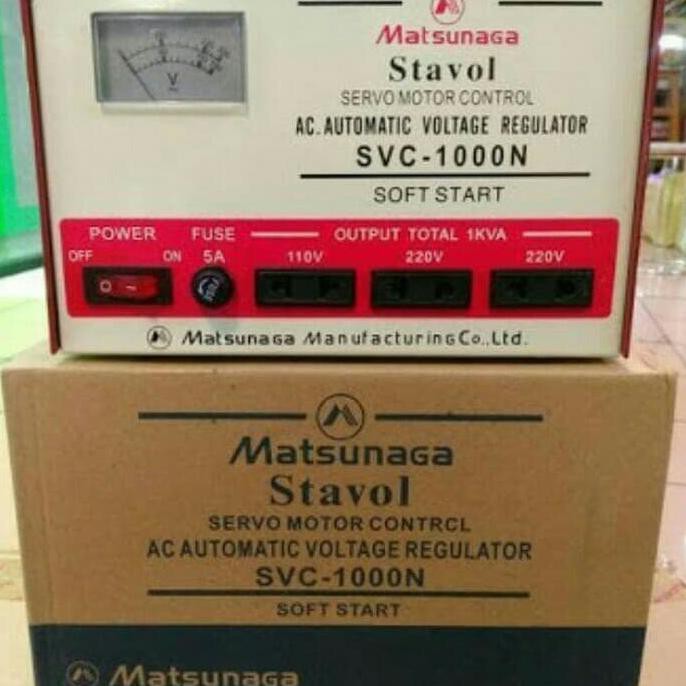 Matsunaga
Stavol
SERVO MOTOR CONTROL
AC. AUTOMATIC VOLTAGE REGULATOR
SVC-1000N
SOFT START
V
POWER FUSE OUTPUT TOTAL 1KVA
OFF ON 5A 110V 220V 220V
Matsunaga Manufacturing Co.,Ltd.
Matsunaga
Stavol
SERVO MOTOR CONTRCL
AC AUTOMATIC VOLTAGE REGULATOR
SVC-1000N
SOFT START
Matsunaga